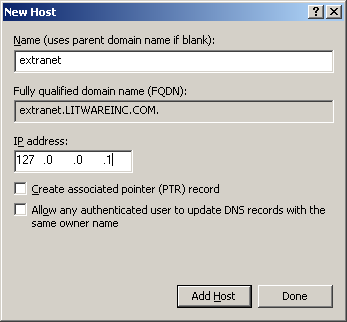 New Host
Name (uses parent domain name if blank):
extranet
Fully qualified domain name (FQDN):
extranet.LITWAREINC.COM.
IP address:
127 .0 .0 .1
Create associated pointer (PTR) record
Allow any authenticated user to update DNS records with the
same owner name
Add Host Done